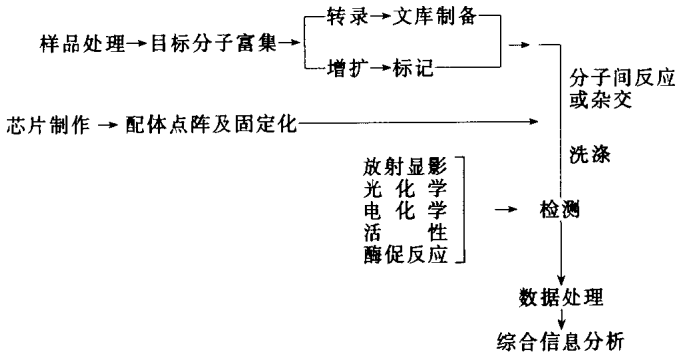 转录→文库制备
样品处理→目标分子富集→
增扩→标记
分子间反应
或杂交
芯片制作→配体点阵及固定化
洗涤
放射显影
光化学
电化学
活性
酶促反应
检测
数据处理
综合信息分析